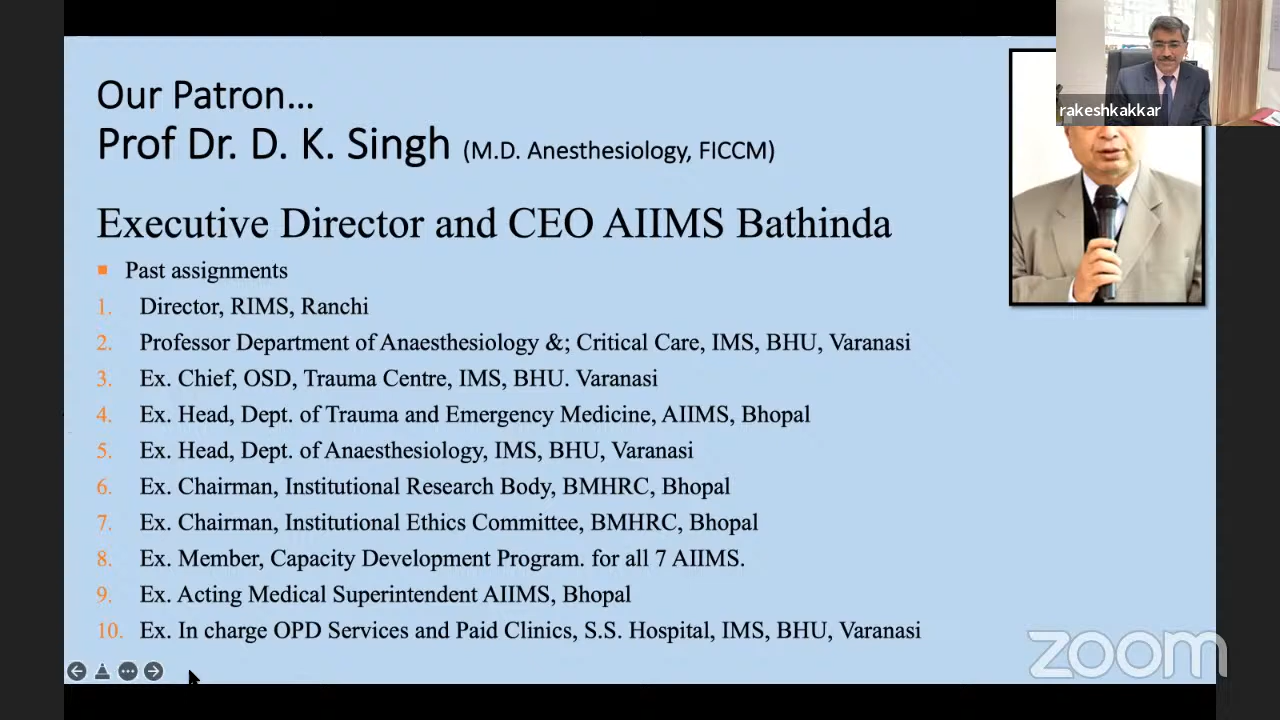 Our Patron...
Prof Dr. D. K. Singh (M.D. Anesthesiology, FICCM)
Executive Director and CEO AIIMS Bathinda
Past assignments
1. Director, RIMS, Ranchi
2. Professor Department of Anaesthesiology &; Critical Care, IMS, BHU, Varanasi
3. Ex. Chief, OSD, Trauma Centre, IMS, BHU. Varanasi
4. Ex. Head, Dept. of Trauma and Emergency Medicine, AIIMS, Bhopal
5. Ex. Head, Dept. of Anaesthesiology, IMS, BHU, Varanasi
6. Ex. Chairman, Institutional Research Body, BMHRC, Bhopal
7. Ex. Chairman, Institutional Ethics Committee, BMHRC, Bhopal
8. Ex. Member, Capacity Development Program. for all 7 AIIMS.
9. Ex. Acting Medical Superintendent AIIMS, Bhopal
10. Ex. In charge OPD Services and Paid Clinics, S.S. Hospital, IMS, BHU, Varanasi
rakeshkakkar
zoom